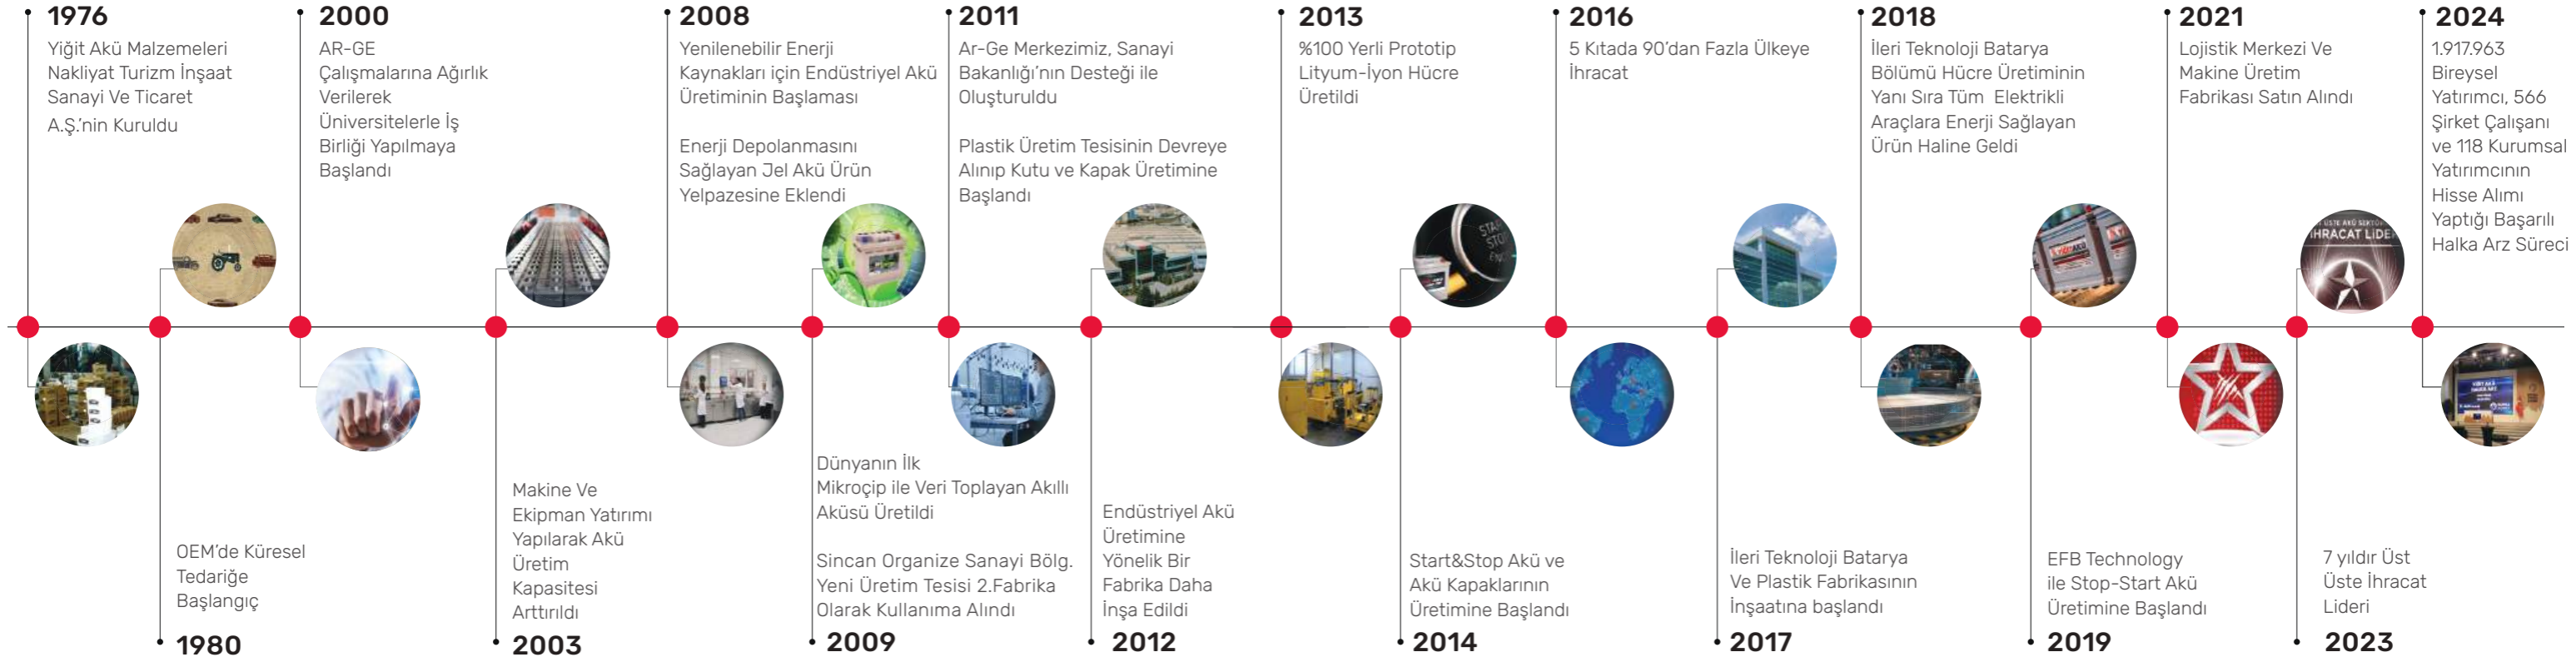 1976
Yiğit Akü Malzemeleri
Nakliyat Turizm İnşaat
Sanayi Ve Ticaret
A.Ş.’nin Kuruldu
OEM’de Küresel
Tedariğe
Başlangıç
1980
2000
AR-GE
Çalışmalarına Ağırlık
Verilerek
Üniversitelerle İş
Birliği Yapılmaya
Başlandı
Makine Ve
Ekipman Yatırımı
Yapılarak Akü
Üretim
Kapasitesi
Arttırıldı
2003
2008
Yenilenebilir Enerji
Kaynakları için Endüstriyel Akü
Üretiminin Başlaması
Enerji Depolanmasını
Sağlayan Jel Akü Ürün
Yelpazesine Eklendi
Dünyanın İlk
Mikroçip ile Veri Toplayan Akıllı
Aküsü Üretildi
Sincan Organize Sanayi Bölg.
Yeni Üretim Tesisi 2.Fabrika
Olarak Kullanıma Alındı
2009
2011
Ar-Ge Merkezimiz, Sanayi
Bakanlığı’nın Desteği ile
Oluşturuldu
Plastik Üretim Tesisinin Devreye
Alınıp Kutu ve Kapak Üretimine
Başlandı
Endüstriyel Akü
Üretimine
Yönelik Bir
Fabrika Daha
İnşa Edildi
2012
2013
%100 Yerli Prototip
Lityum-İyon Hücre
Üretildi
Start&Stop Akü ve
Akü Kapaklarının
Üretimine Başlandı
2014
2016
5 Kıtada 90’dan Fazla Ülkeye
İhracat
İleri Teknoloji Batarya
Ve Plastik Fabrikasının
İnşaatına başlandı
2017
2018
İleri Teknoloji Batarya
Bölümü Hücre Üretiminin
Yanı Sıra Tüm Elektrikli
Araçlara Enerji Sağlayan
Ürün Haline Geldi
EFB Technology
ile Stop-Start Akü
Üretimine Başlandı
2019
2021
Lojistik Merkezi Ve
Makine Üretim
Fabrikası Satın Alındı
ÜSTE AKÜ SEKTÖR
İHRACAT LİDER
7 yıldır Üst
Üste İhracat
Lideri
2023
2024
1.917.963
Bireysel
Yatırımcı, 566
Şirket Çalışanı
ve 118 Kurumsal
Yatırımcının
Hisse Alımı
Yaptığı Başarılı
Halka Arz Süreci